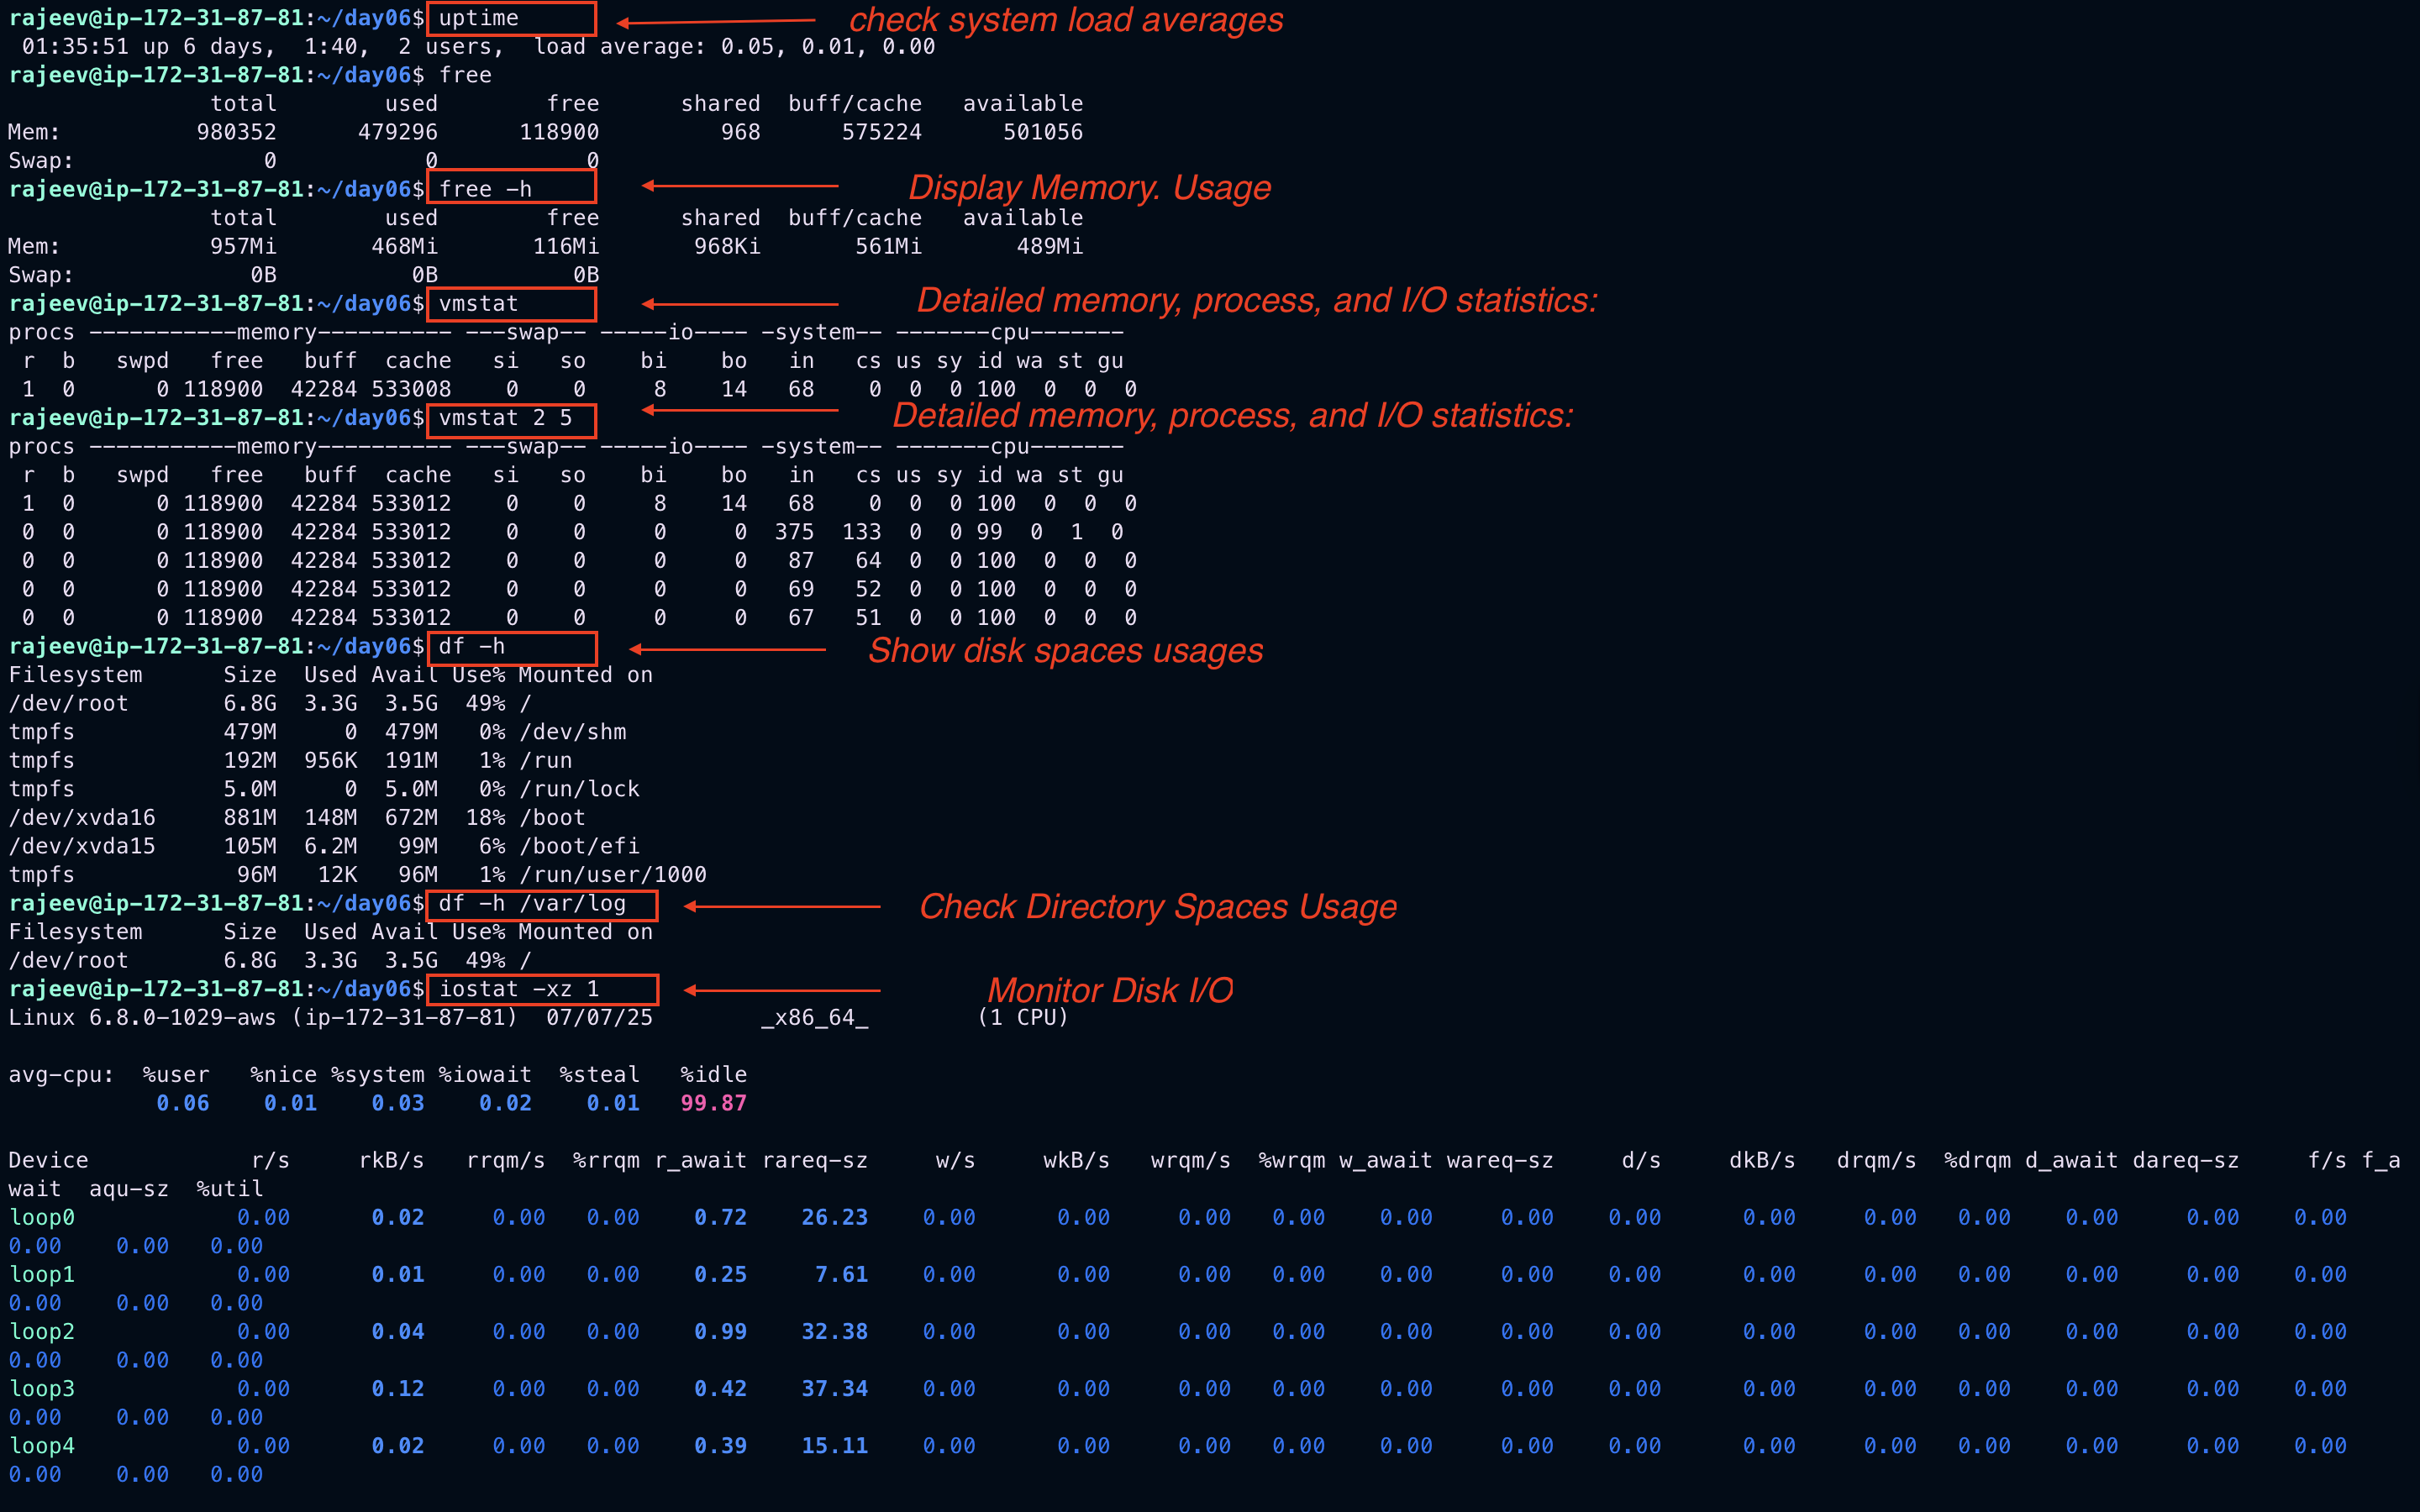 rajeev@ip-172-31-87-81:~/day06$ uptime check system load averages
 01:35:51 up 6 days,  1:40,  2 users,  load average: 0.05, 0.01, 0.00
rajeev@ip-172-31-87-81:~/day06$ free
               total        used        free      shared  buff/cache   available
Mem:          980352      479296      118900         968      575224      501056
Swap:              0           0           0
rajeev@ip-172-31-87-81:~/day06$ free -h Display Memory. Usage
               total        used        free      shared  buff/cache   available
Mem:           957Mi       468Mi       116Mi       968Ki       561Mi       489Mi
Swap:             0B          0B          0B
rajeev@ip-172-31-87-81:~/day06$ vmstat Detailed memory, process, and I/O statistics:
procs -----------memory---------- ---swap-- -----io---- -system-- -------cpu-------
 r  b   swpd   free   buff  cache   si   so    bi    bo   in   cs us sy id wa st gu
 1  0      0 118900  42284 533008    0    0     8    14   68    0  0  0 100  0  0  0
rajeev@ip-172-31-87-81:~/day06$ vmstat 2 5 Detailed memory, process, and I/O statistics:
procs -----------memory---------- ---swap-- -----io---- -system-- -------cpu-------
 r  b   swpd   free   buff  cache   si   so    bi    bo   in   cs us sy id wa st gu
 1  0      0 118900  42284 533012    0    0     8    14   68    0  0  0 100  0  0  0
 0  0      0 118900  42284 533012    0    0     0     0  375  133  0  0 99  0  1  0
 0  0      0 118900  42284 533012    0    0     0     0   87   64  0  0 100  0  0  0
 0  0      0 118900  42284 533012    0    0     0     0   69   52  0  0 100  0  0  0
 0  0      0 118900  42284 533012    0    0     0     0   67   51  0  0 100  0  0  0
rajeev@ip-172-31-87-81:~/day06$ df -h Show disk spaces usages
Filesystem      Size  Used Avail Use% Mounted on
/dev/root       6.8G  3.3G  3.5G  49% /
tmpfs           479M     0  479M   0% /dev/shm
tmpfs           192M  956K  191M   1% /run
tmpfs           5.0M     0  5.0M   0% /run/lock
/dev/xvda16     881M  148M  672M  18% /boot
/dev/xvda15     105M  6.2M   99M   6% /boot/efi
tmpfs            96M   12K   96M   1% /run/user/1000
rajeev@ip-172-31-87-81:~/day06$ df -h /var/log Check Directory Spaces Usage
Filesystem      Size  Used Avail Use% Mounted on
/dev/root       6.8G  3.3G  3.5G  49% /
rajeev@ip-172-31-87-81:~/day06$ iostat -xz 1 Monitor Disk I/O
Linux 6.8.0-1029-aws (ip-172-31-87-81)  07/07/25        _x86_64_        (1 CPU)
avg-cpu:  %user   %nice %system %iowait  %steal   %idle
           0.06    0.01    0.03    0.02    0.01   99.87
Device            r/s     rkB/s   rrqm/s  %rrqm r_await rareq-sz     w/s     wkB/s   wrqm/s  %wrqm w_await wareq-sz     d/s     dkB/s   drqm/s  %drqm d_await dareq-sz     f/s f_a
wait  aqu-sz  %util
loop0            0.00      0.02     0.00   0.00    0.72    26.23    0.00      0.00     0.00   0.00    0.00     0.00    0.00      0.00     0.00   0.00    0.00     0.00    0.00
0.00    0.00   0.00
loop1            0.00      0.01     0.00   0.00    0.25     7.61    0.00      0.00     0.00   0.00    0.00     0.00    0.00      0.00     0.00   0.00    0.00     0.00    0.00
0.00    0.00   0.00
loop2            0.00      0.04     0.00   0.00    0.99    32.38    0.00      0.00     0.00   0.00    0.00     0.00    0.00      0.00     0.00   0.00    0.00     0.00    0.00
0.00    0.00   0.00
loop3            0.00      0.12     0.00   0.00    0.42    37.34    0.00      0.00     0.00   0.00    0.00     0.00    0.00      0.00     0.00   0.00    0.00     0.00    0.00
0.00    0.00   0.00
loop4            0.00      0.02     0.00   0.00    0.39    15.11    0.00      0.00     0.00   0.00    0.00     0.00    0.00      0.00     0.00   0.00    0.00     0.00    0.00
0.00    0.00   0.00